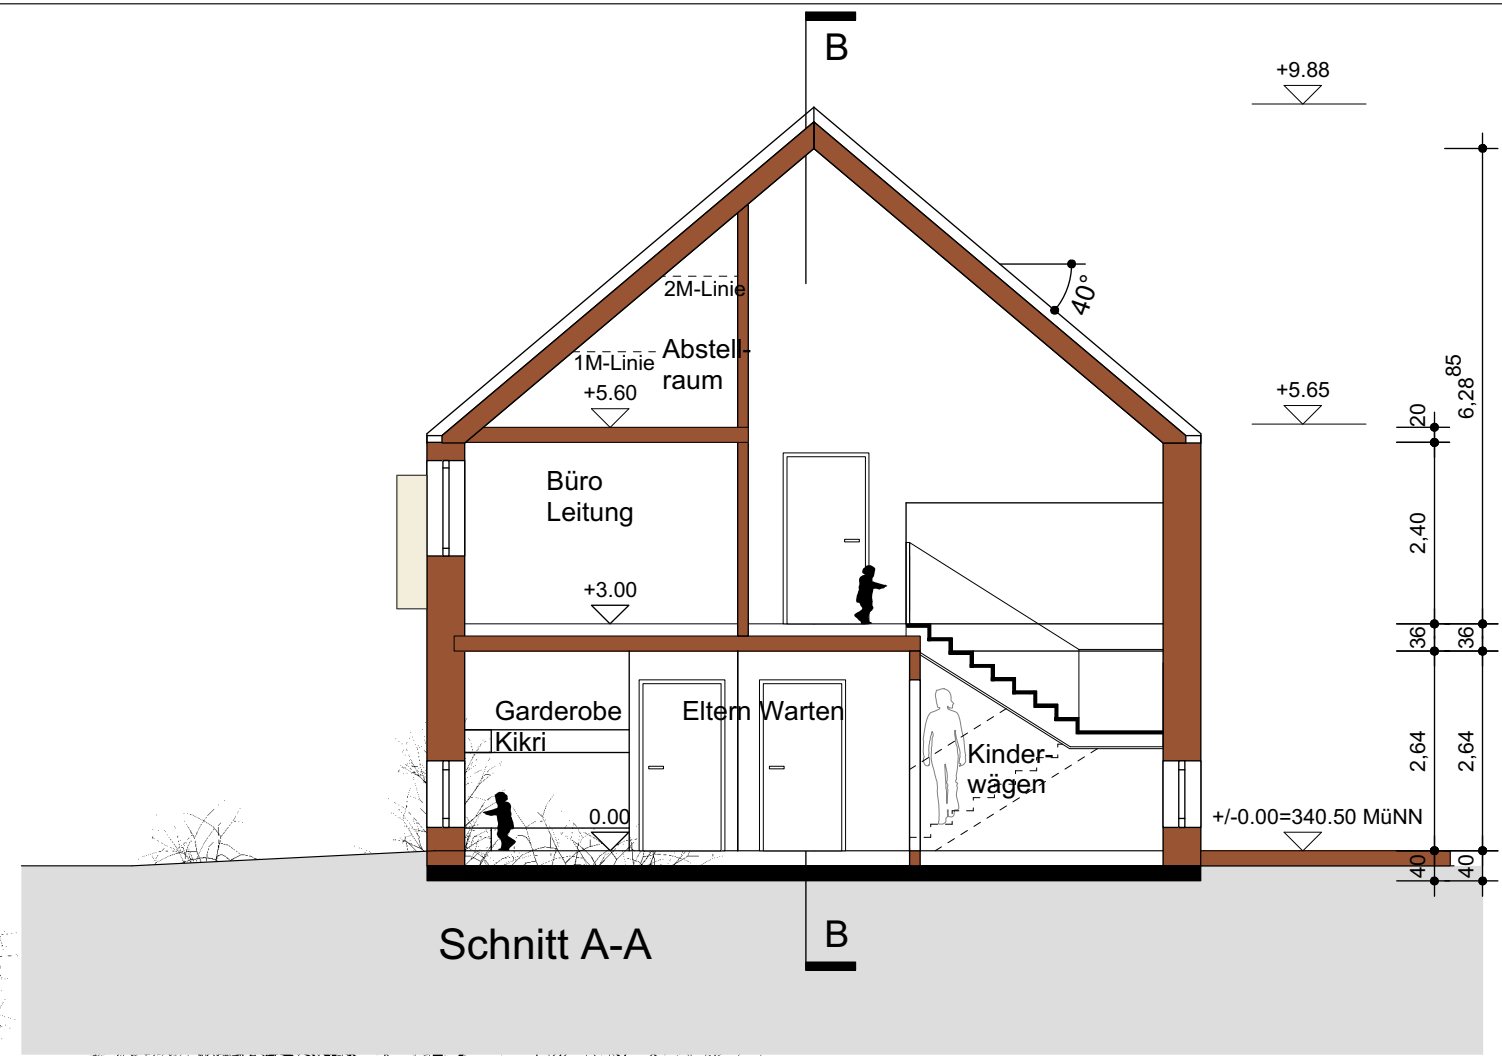 B
+9.88
40°
2M-Linie
1M-Linie
Abstell-
raum
+5.60
+5.65
20
6,28 85
Büro
Leitung
2,40
+3.00
36
36
Garderobe
Kikri
Eltern Warten
Kinder-
wägen
2,64
2,64
0.00
+/-0.00=340.50 MüNN
40
40
Schnitt A-A
B